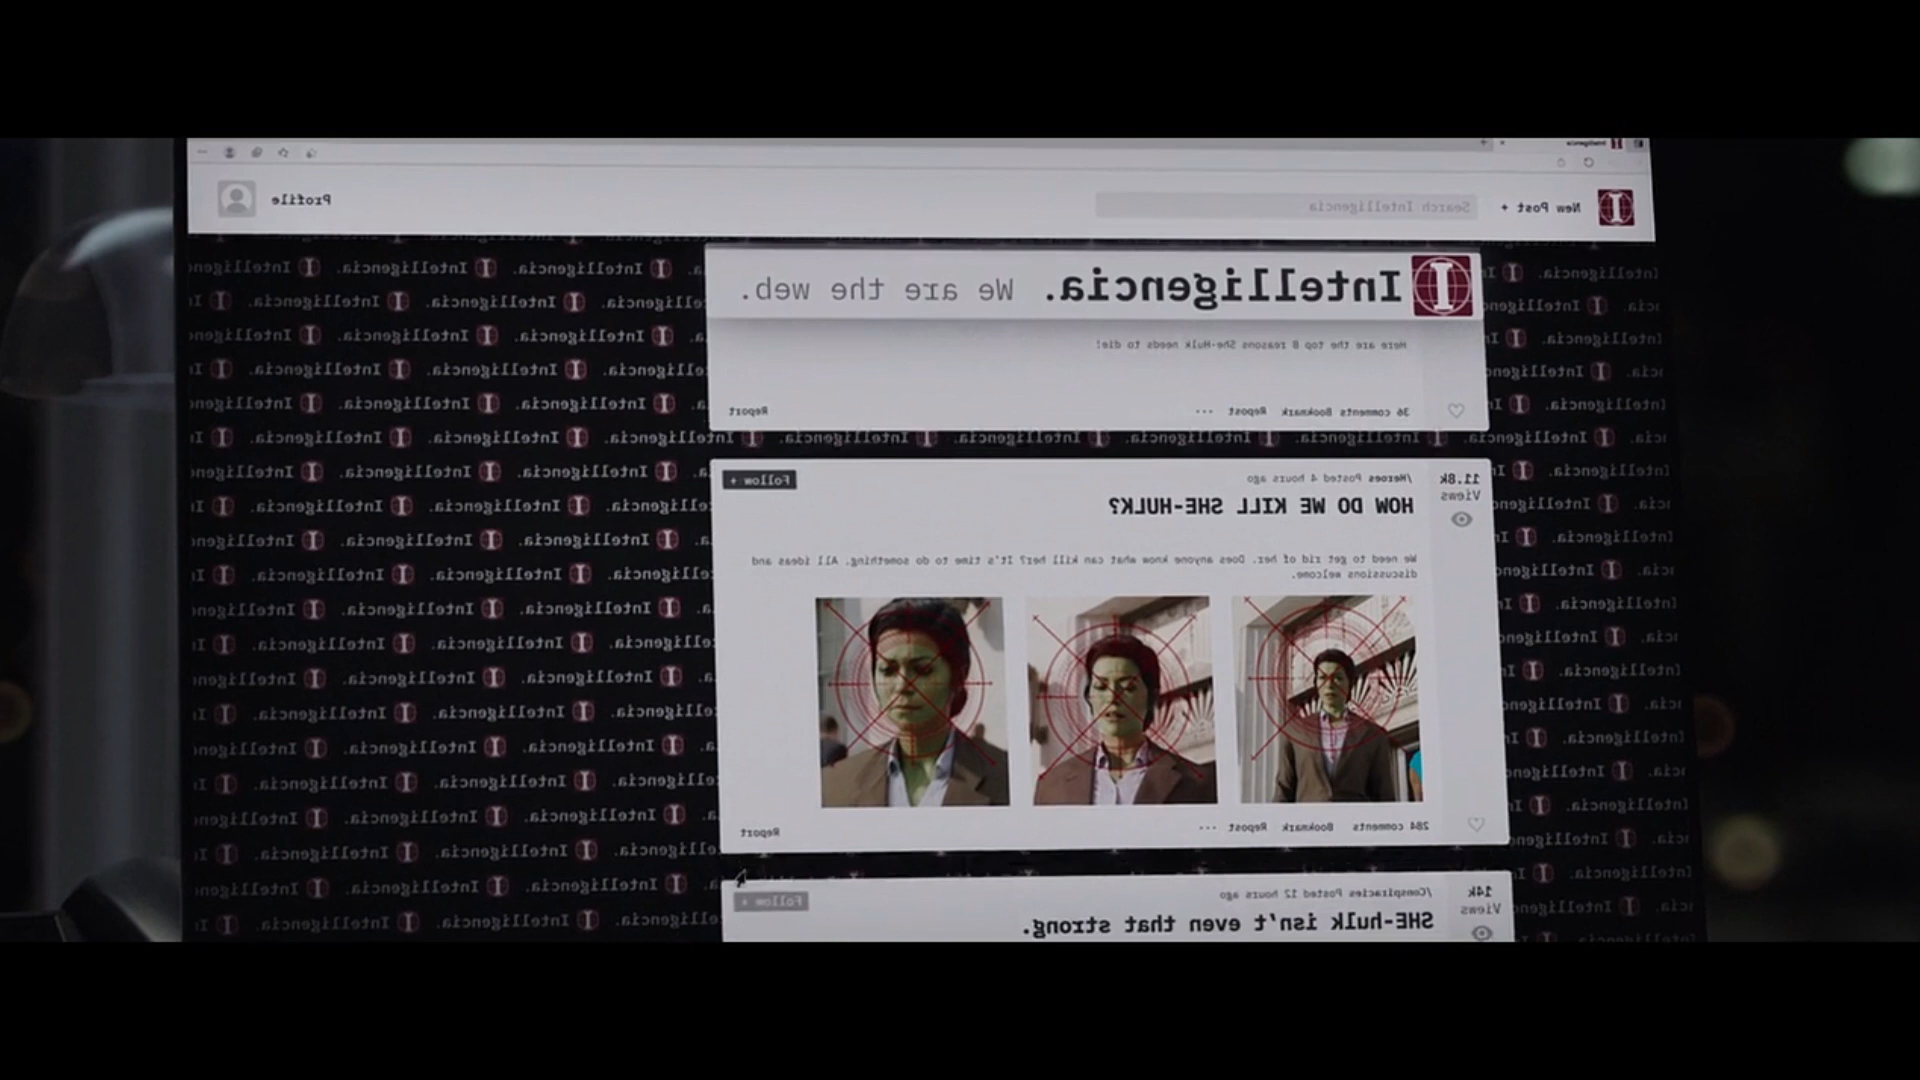 Intelligencia
New Post +
Search Intelligencia
Profile
Intelligencia. We are the web.
Here are the top 8 reasons She-Hulk needs to die!
36 comments Bookmark Repost ...
Report
11.8k
Views
/Heroes Posted 4 hours ago
Follow +
HOW DO WE KILL SHE-HULK?
We need to get rid of her. Does anyone know what can kill her? It's time to do something. All ideas and
discussions welcome.
284 comments Bookmark Repost ...
Report
14k
Views
/Conspiracies Posted 12 hours ago
Follow +
SHE-hulk isn't even that strong.
Intelligencia.